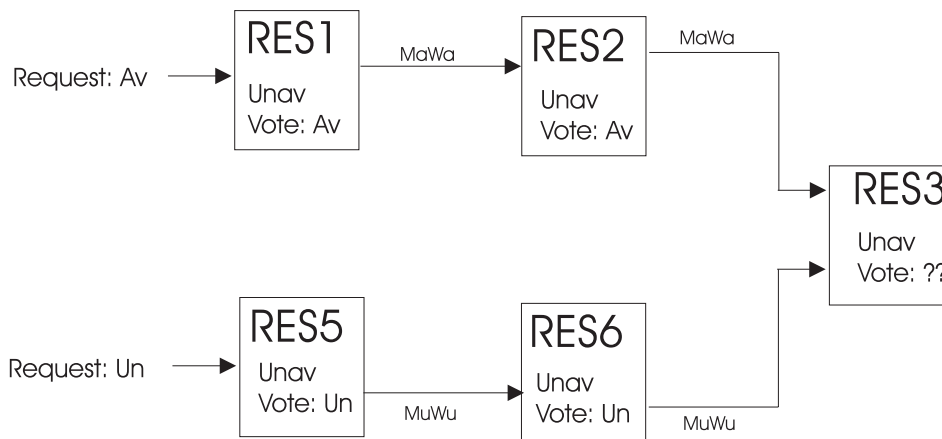 RES1
Unav
Vote: Av
Request: Av
MaWa
RES2
Unav
Vote: Av
MaWa
RES3
Unav
Vote: ??
RES5
Unav
Vote: Un
Request: Un
MuWu
RES6
Unav
Vote: Un
MuWu